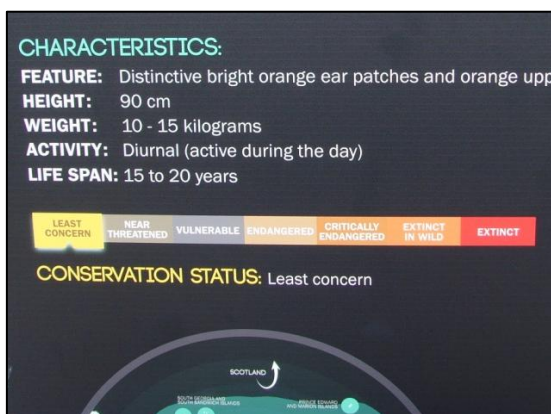 CHARACTERISTICS:
FEATURE: Distinctive bright orange ear patches and orange upp
HEIGHT: 90 cm
WEIGHT: 10 - 15 kilograms
ACTIVITY: Diurnal (active during the day)
LIFE SPAN: 15 to 20 years
LEAST CONCERN NEAR THREATENED VULNERABLE ENDANGERED CRITICALLY ENDANGERED EXTINCT IN WILD EXTINCT
CONSERVATION STATUS: Least concern
SCOTLAND
SOUTH GEORGIA AND
SOUTH SANDWICH ISLANDS
PRINCE EDWARD
AND MARION ISLANDS